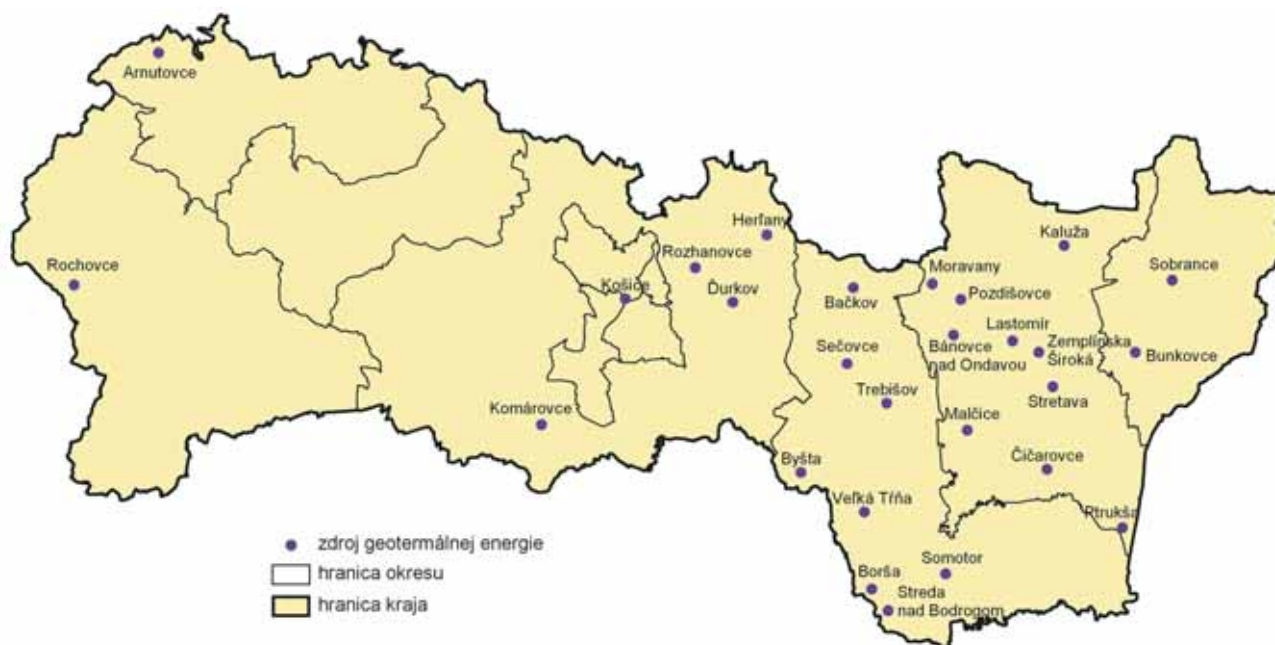 Arnutovce
Herľany
Kaluža
Rozhanovce
Rochovce
Moravany
Sobrance
Košice
Ďurkov
Bačkov
Pozdišovce
Lastomír
Sečovce
Bánovce
nad Ondavou
Zemplínska
Široká
Bunkovce
Trebišov
Stretava
Komárovce
Malčice
Byšta
Čičarovce
Veľká Tŕňa
Ptrukša
zdroj geotermálnej energie
hranica okresu
hranica kraja
Somotor
Borša
Streda
nad Bodrogom